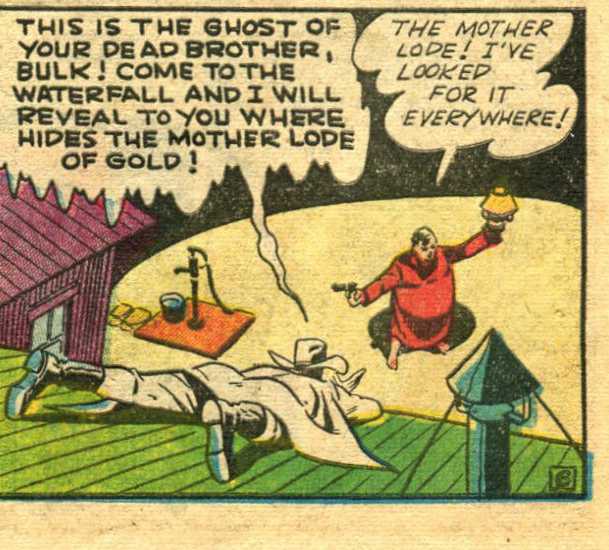 THIS IS THE GHOST OF
YOUR DEAD BROTHER,
BULK! COME TO THE
WATERFALL AND I WILL
REVEAL TO YOU WHERE
HIDES THE MOTHER LODE
OF GOLD!
THE MOTHER
LODE! I'VE
LOOKED
FOR IT
EVERYWHERE!